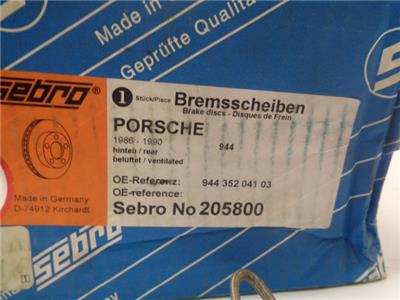 Made in
Geprüfte Qualität
sebro®
1 Stück/Piece Bremsscheiben
Brake discs - Disques de Frein
PORSCHE
1986 - 1990 944
hinten / rear
belüftet / ventilated
OE-Referenz: 944 352 041 03
OE-reference:
Sebro No 205800
Made in Germany
D-74912 Kirchardt
sebro